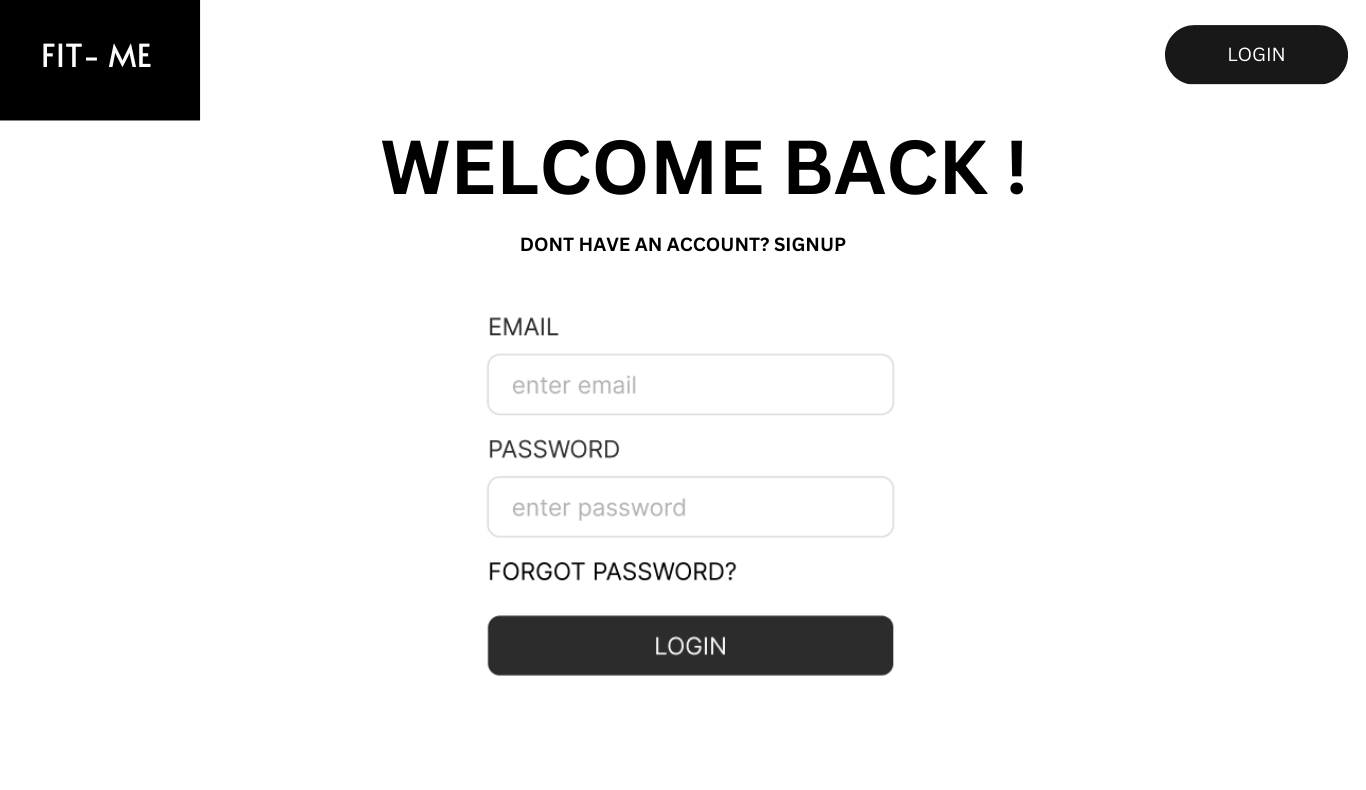 FIT- ME
LOGIN
WELCOME BACK !
DONT HAVE AN ACCOUNT? SIGNUP
EMAIL
enter email
PASSWORD
enter password
FORGOT PASSWORD?
LOGIN